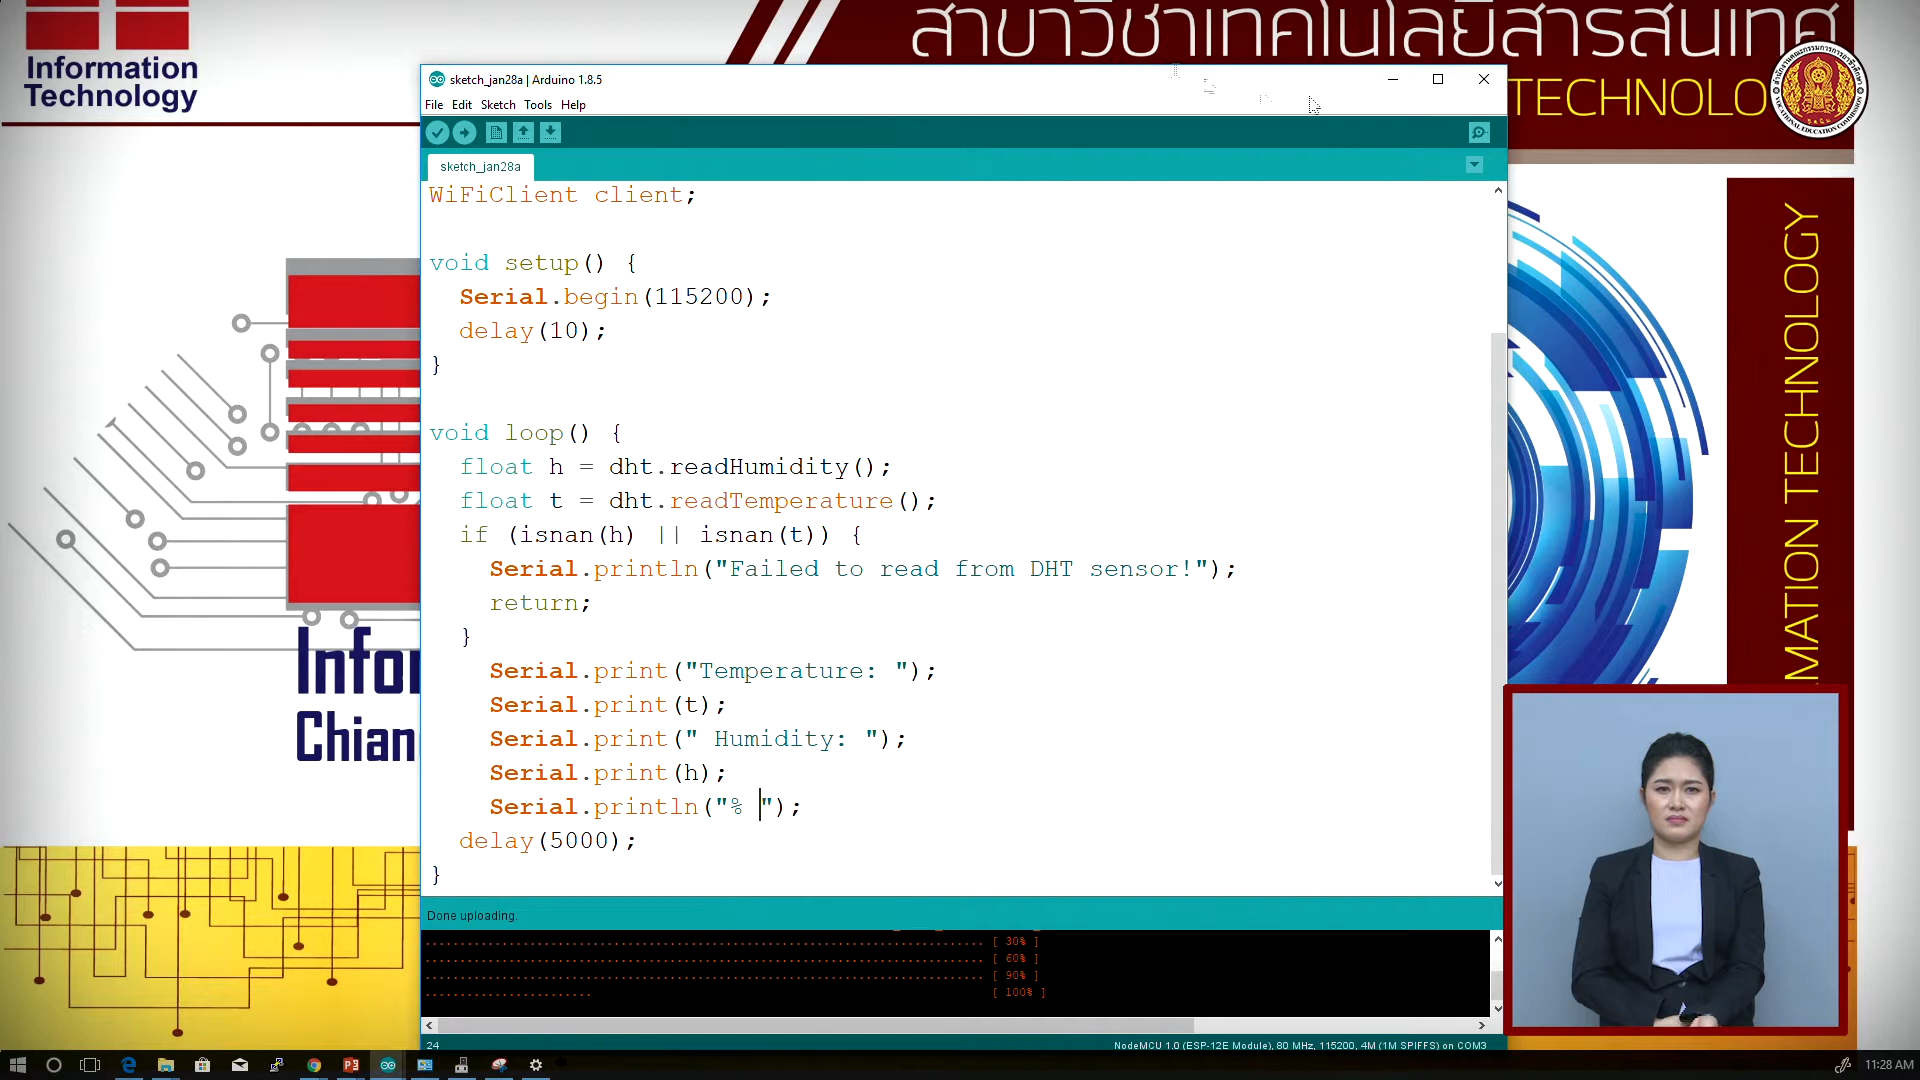 สาขาวิชาเทคโนโลยีสารสนเทศ
Information
Technology
TECHNOLO
INFORMATION TECHNOLOGY
MATION TECHNOLOGY
Infor
Chian
sketch_jan28a | Arduino 1.8.5
File Edit Sketch Tools Help
sketch_jan28a
WiFiClient client;
void setup() {
  Serial.begin(115200);
  delay(10);
}
void loop() {
  float h = dht.readHumidity();
  float t = dht.readTemperature();
  if (isnan(h) || isnan(t)) {
    Serial.println("Failed to read from DHT sensor!");
    return;
  }
    Serial.print("Temperature: ");
    Serial.print(t);
    Serial.print(" Humidity: ");
    Serial.print(h);
    Serial.println("% ");
  delay(5000);
}
Done uploading.
................................................................................ [ 30% ]
................................................................................ [ 60% ]
................................................................................ [ 90% ]
........................ [ 100% ]
24
NodeMCU 1.0 (ESP-12E Module), 80 MHz, 115200, 4M (1M SPIFFS) on COM3
11:28 AM